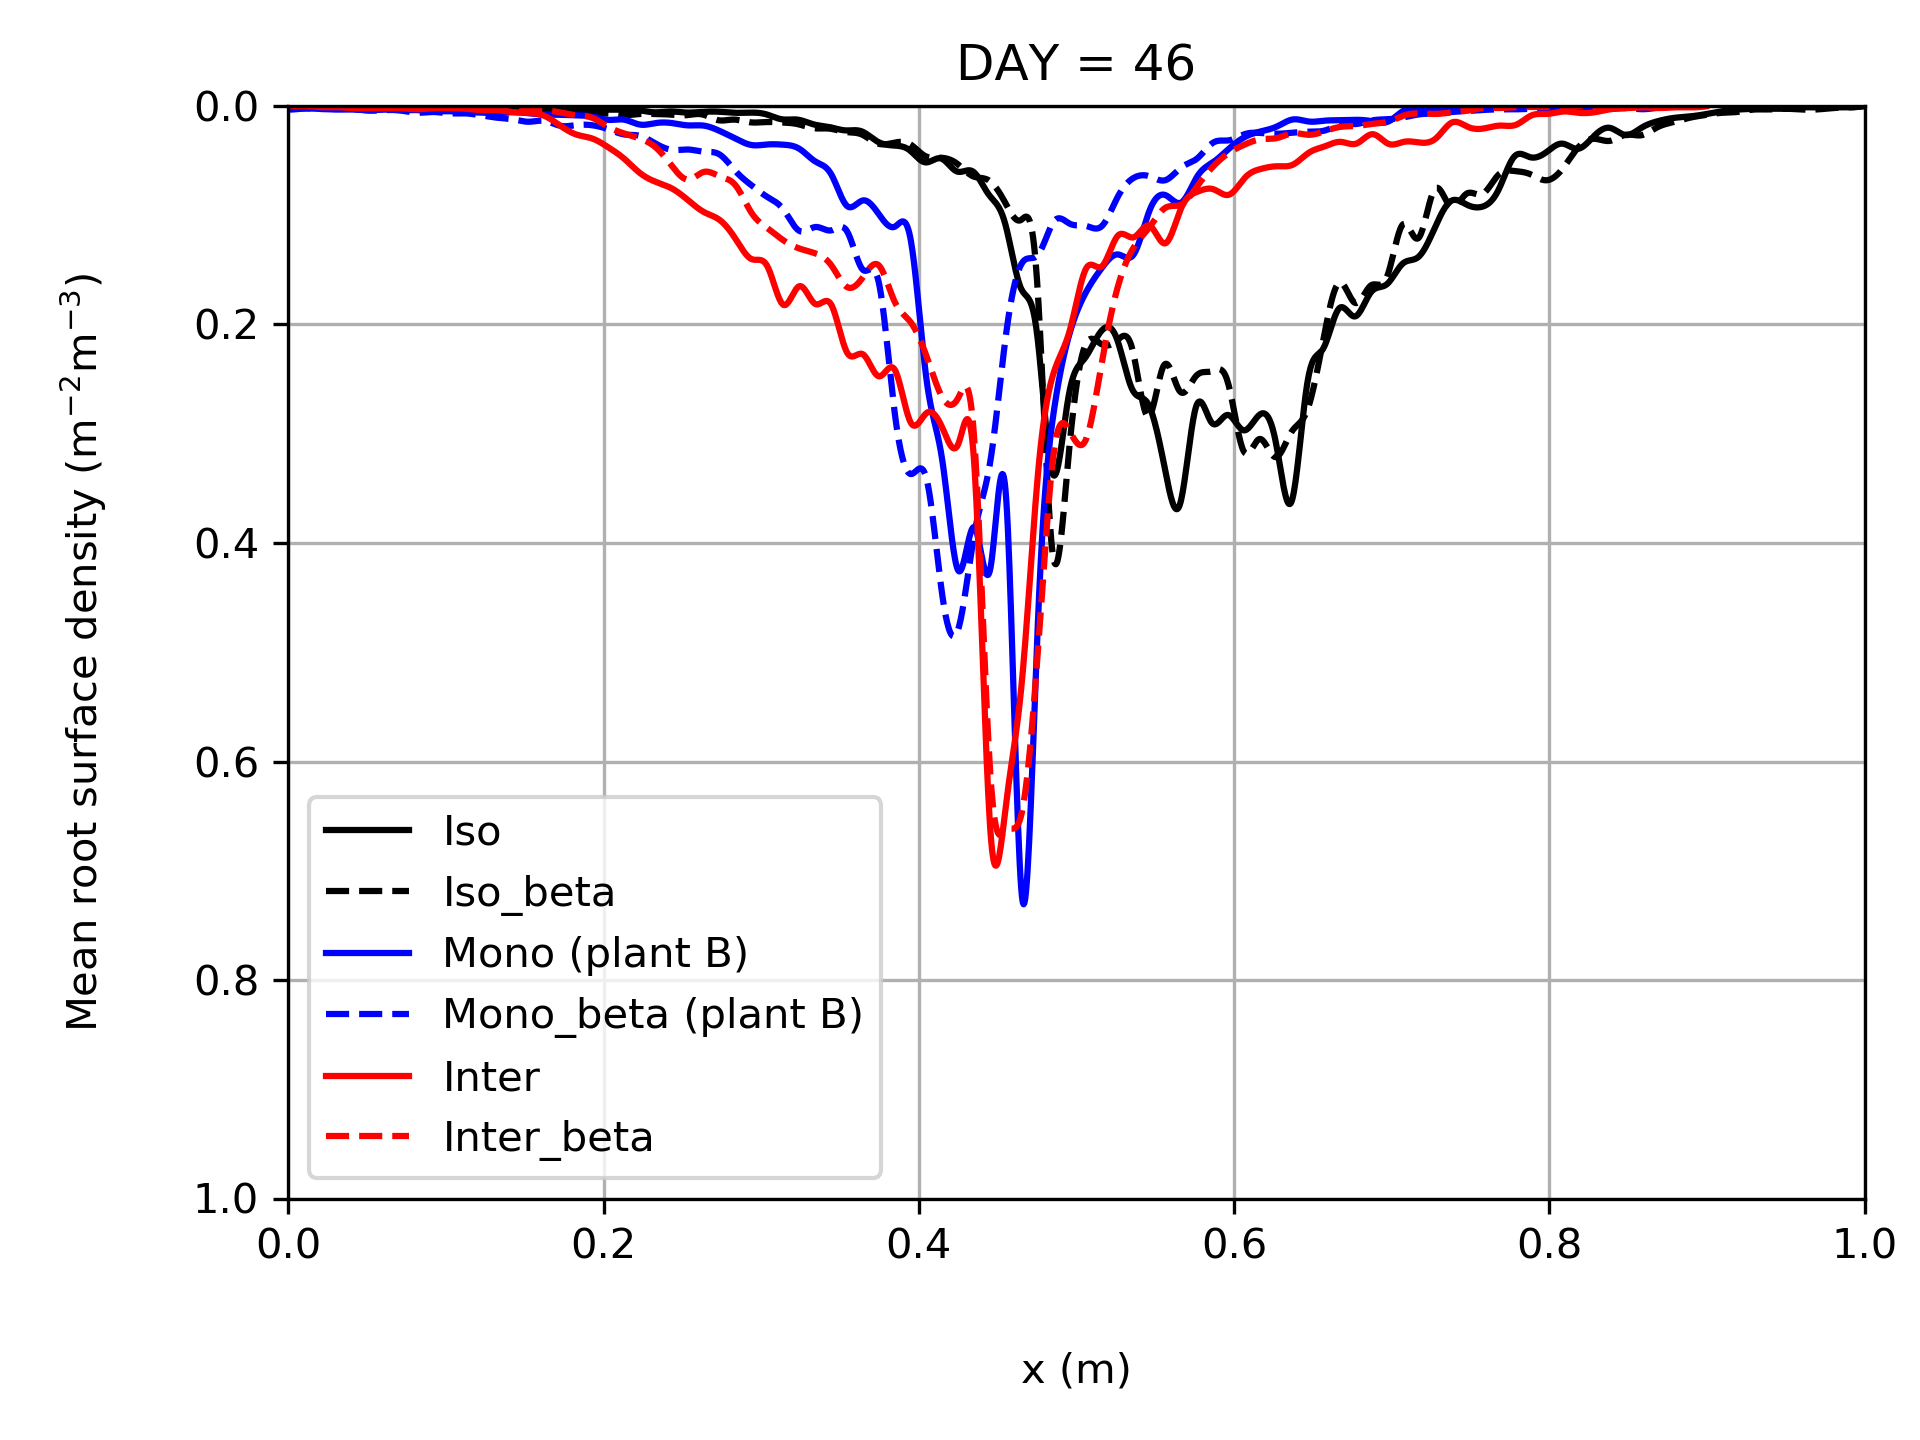 DAY = 46
Mean root surface density (m⁻²m⁻³)
0.0
0.2
0.4
0.6
0.8
1.0
Iso
Iso_beta
Mono (plant B)
Mono_beta (plant B)
Inter
Inter_beta
0.0 0.2 0.4 0.6 0.8 1.0
x (m)